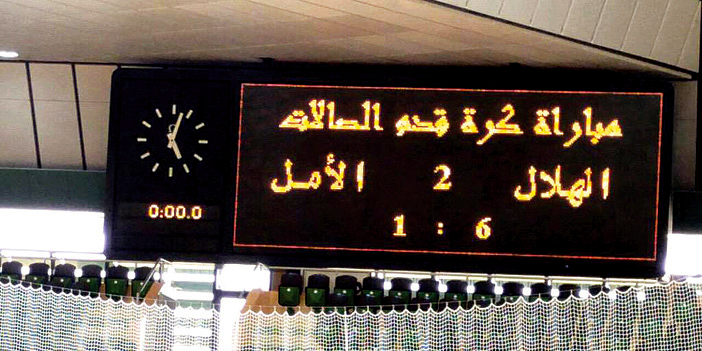 مباراة كرة قدم الصالات
الهلال 2 الأمل
1 : 6
0:00.0